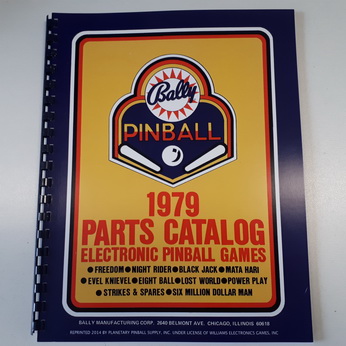 Bally
PINBALL
1979
PARTS CATALOG
ELECTRONIC PINBALL GAMES
●FREEDOM●NIGHT RIDER●BLACK JACK●MATA HARI
●EVEL KNIEVEL●EIGHT BALL●LOST WORLD●POWER PLAY
●STRIKES & SPARES●SIX MILLION DOLLAR MAN
BALLY MANUFACTURING CORP. 2640 BELMONT AVE. CHICAGO, ILLINOIS 60618
REPRINTED 2014 BY PLANETARY PINBALL SUPPLY, INC. UNDER LICENSE OF WILLIAMS ELECTRONICS GAMES, INC